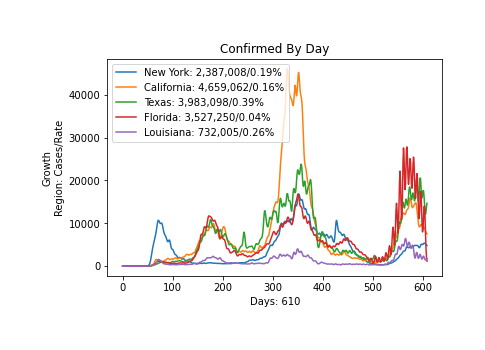 Confirmed By Day
New York: 2,387,008/0.19%
California: 4,659,062/0.16%
Texas: 3,983,098/0.39%
Florida: 3,527,250/0.04%
Louisiana: 732,005/0.26%
Growth
Region: Cases/Rate
40000
30000
20000
10000
0
0 100 200 300 400 500 600
Days: 610